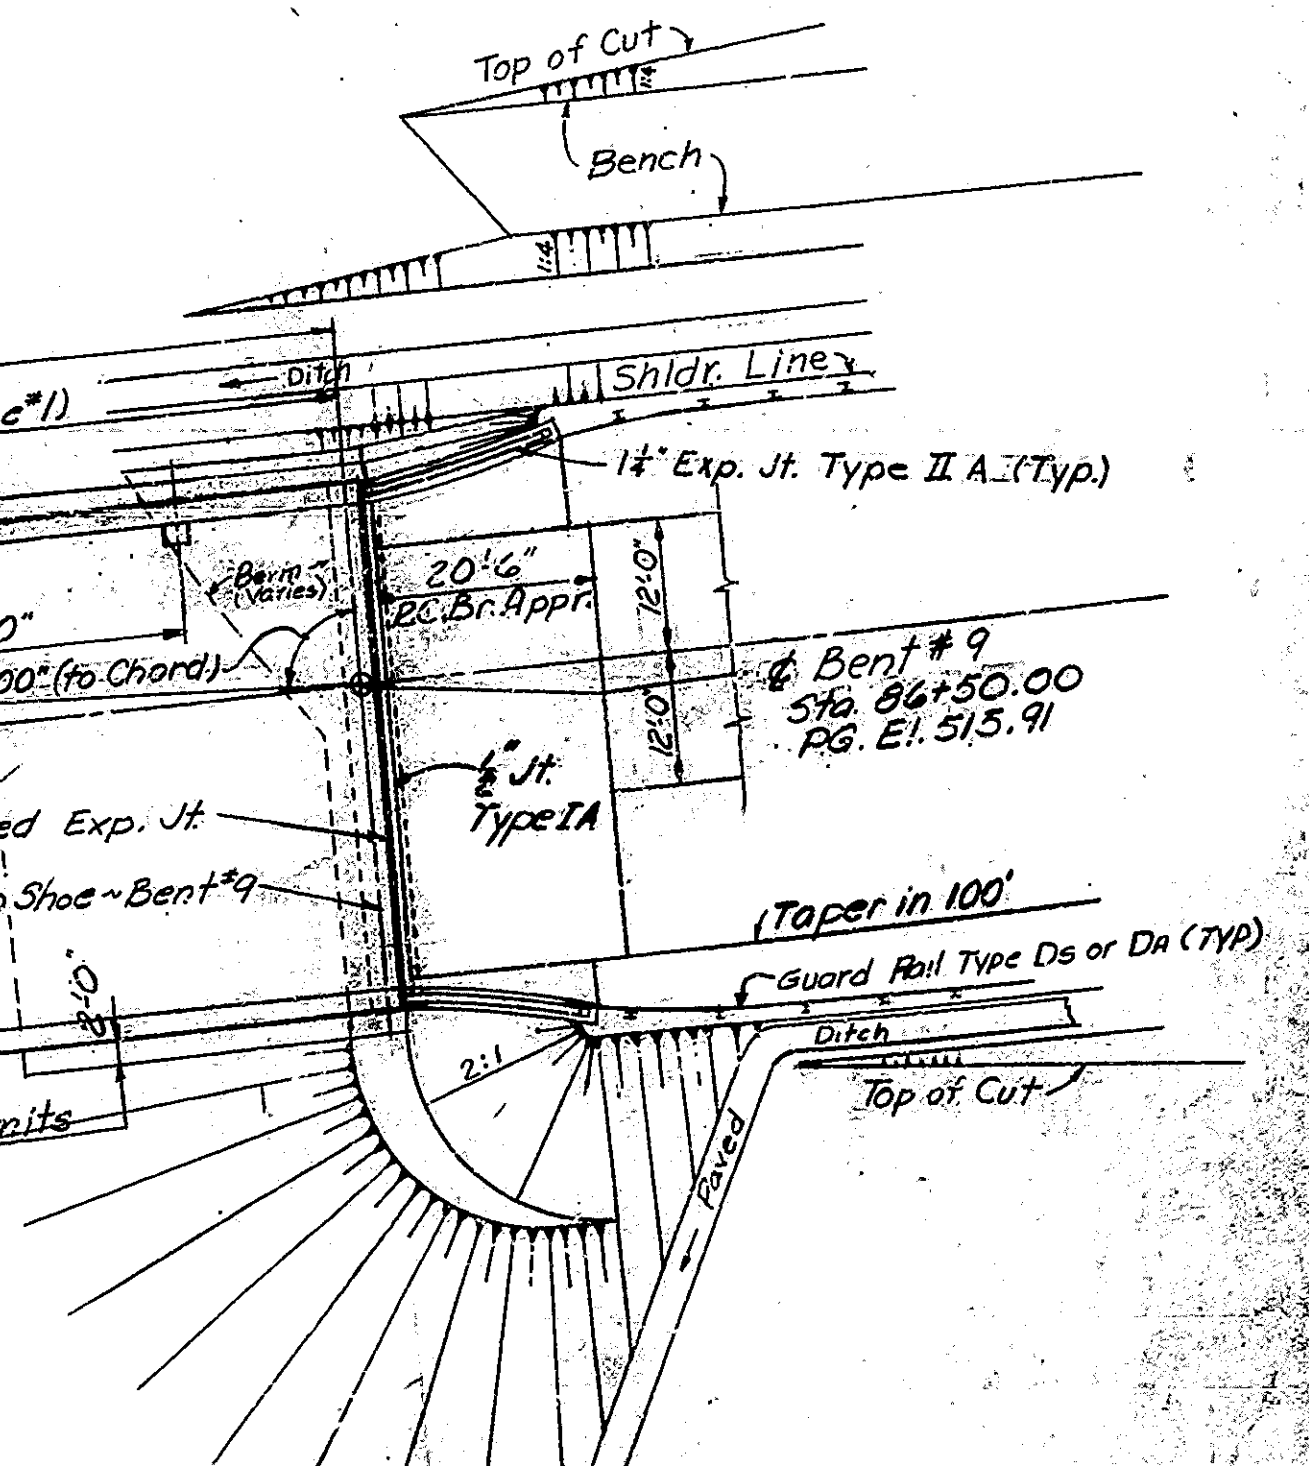 Top of Cut
1:4
Bench
1:4
Ditch
c#1)
Shldr. Line
1¼" Exp. Jt. Type II A (Typ.)
Berm
(Varies)
20'-6"
R.C. Br. Appr.
12'-0"
0"
00" (to Chord.)
₵ Bent # 9
Sta. 86+50.00
P.G. El. 515.91
12'-0"
Jt.
Type I A
ed Exp. Jt.
Shoe ~ Bent #9
Taper in 100'
Guard Rail Type Ds or DA (TYP)
2'-0"
Ditch
2:1
Top of Cut
mits
Paved